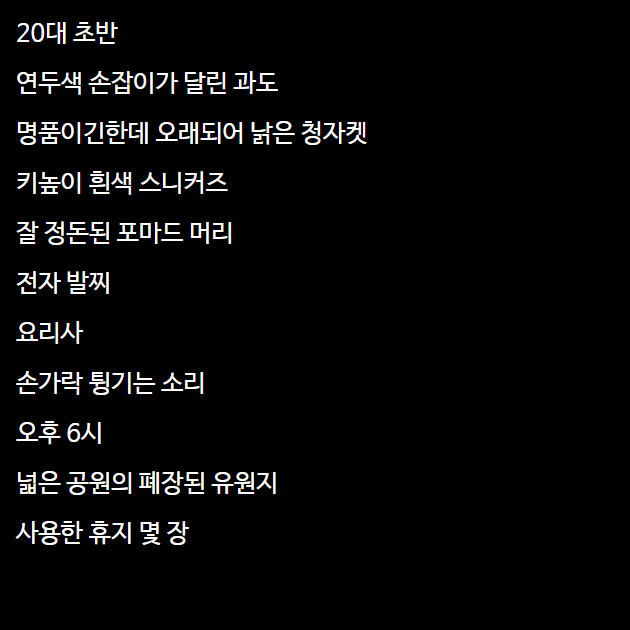 20대 초반
연두색 손잡이가 달린 과도
명품이긴한데 오래되어 낡은 청자켓
키높이 흰색 스니커즈
잘 정돈된 포마드 머리
전자 발찌
요리사
손가락 튕기는 소리
오후 6시
넓은 공원의 폐장된 유원지
사용한 휴지 몇 장